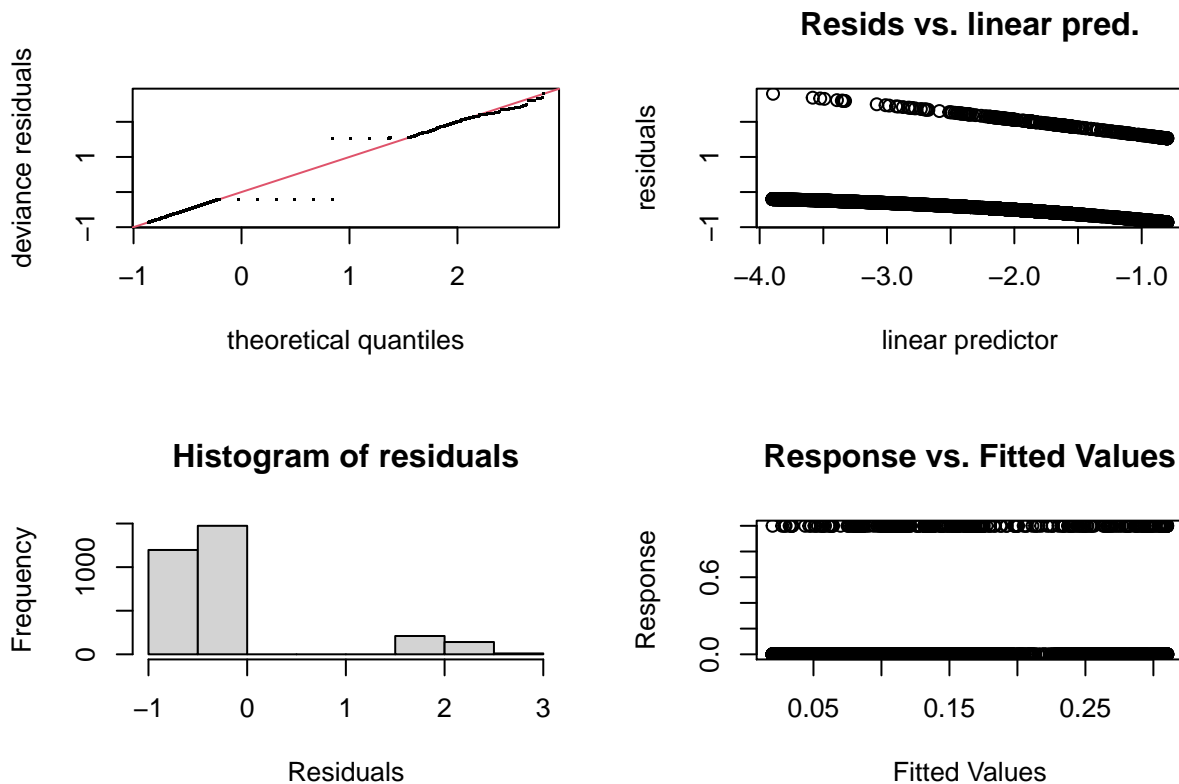 deviance residuals
−1
1
−1
0
1
2
theoretical quantiles
Resids vs. linear pred.
residuals
−1
1
−4.0
−3.0
−2.0
−1.0
linear predictor
Histogram of residuals
Frequency
0
1000
−1
0
1
2
3
Residuals
Response vs. Fitted Values
Response
0.0
0.6
0.05
0.15
0.25
Fitted Values